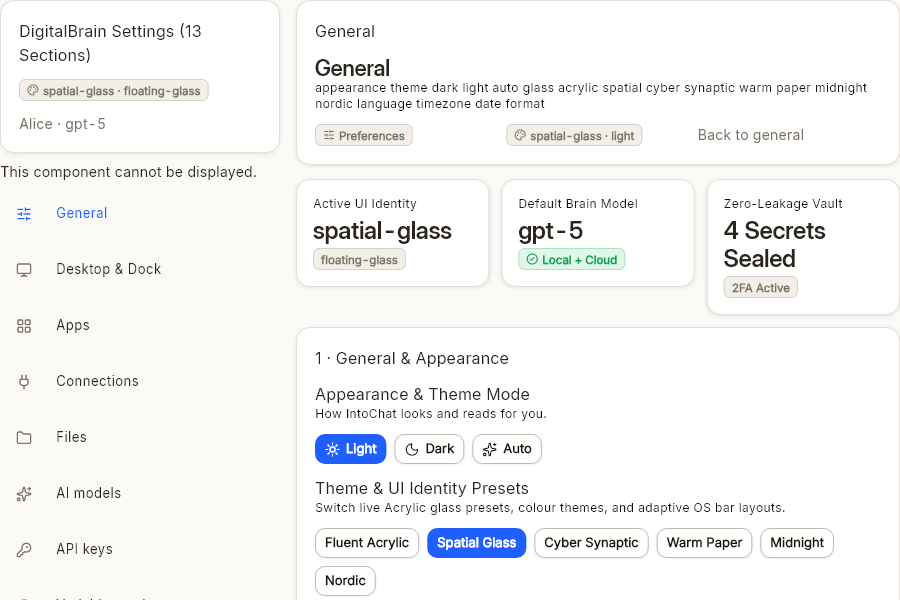 DigitalBrain Settings (13
Sections)
spatial-glass · floating-glass
Alice · gpt-5
This component cannot be displayed.
General
Desktop & Dock
Apps
Connections
Files
AI models
API keys
General
General
appearance theme dark light auto glass acrylic spatial cyber synaptic warm paper midnight
nordic language timezone date format
Preferences
spatial-glass · light
Back to general
Active UI Identity
spatial-glass
floating-glass
Default Brain Model
gpt-5
Local + Cloud
Zero-Leakage Vault
4 Secrets
Sealed
2FA Active
1 · General & Appearance
Appearance & Theme Mode
How IntoChat looks and reads for you.
Light
Dark
Auto
Theme & UI Identity Presets
Switch live Acrylic glass presets, colour themes, and adaptive OS bar layouts.
Fluent Acrylic
Spatial Glass
Cyber Synaptic
Warm Paper
Midnight
Nordic